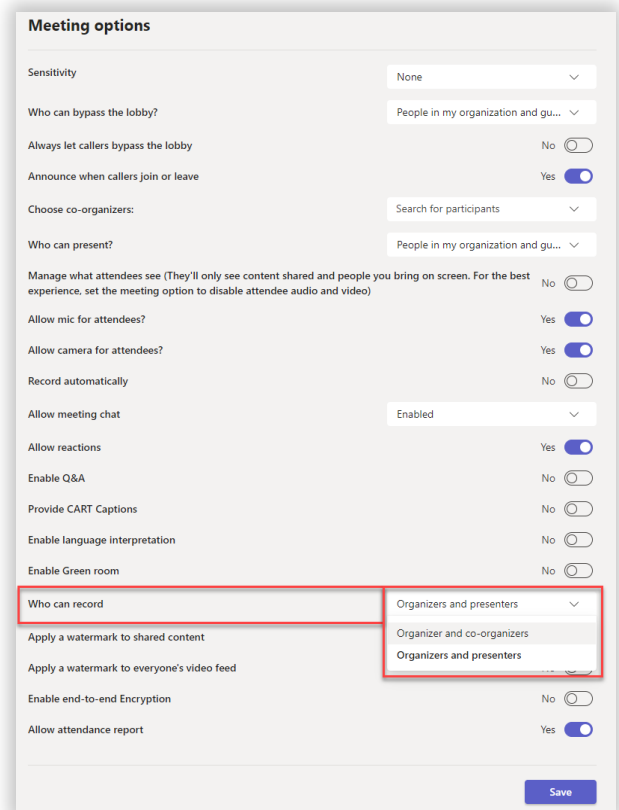 Meeting options
Sensitivity
None
Who can bypass the lobby?
People in my organization and gu...
Always let callers bypass the lobby
No
Announce when callers join or leave
Yes
Choose co-organizers:
Search for participants
Who can present?
People in my organization and gu...
Manage what attendees see (They'll only see content shared and people you bring on screen. For the best
experience, set the meeting option to disable attendee audio and video)
No
Allow mic for attendees?
Yes
Allow camera for attendees?
Yes
Record automatically
No
Allow meeting chat
Enabled
Allow reactions
Yes
Enable Q&A
No
Provide CART Captions
No
Enable language interpretation
No
Enable Green room
No
Who can record
Organizers and presenters
Organizer and co-organizers
Organizers and presenters
Apply a watermark to shared content
Apply a watermark to everyone's video feed
Enable end-to-end Encryption
No
Allow attendance report
Yes
Save